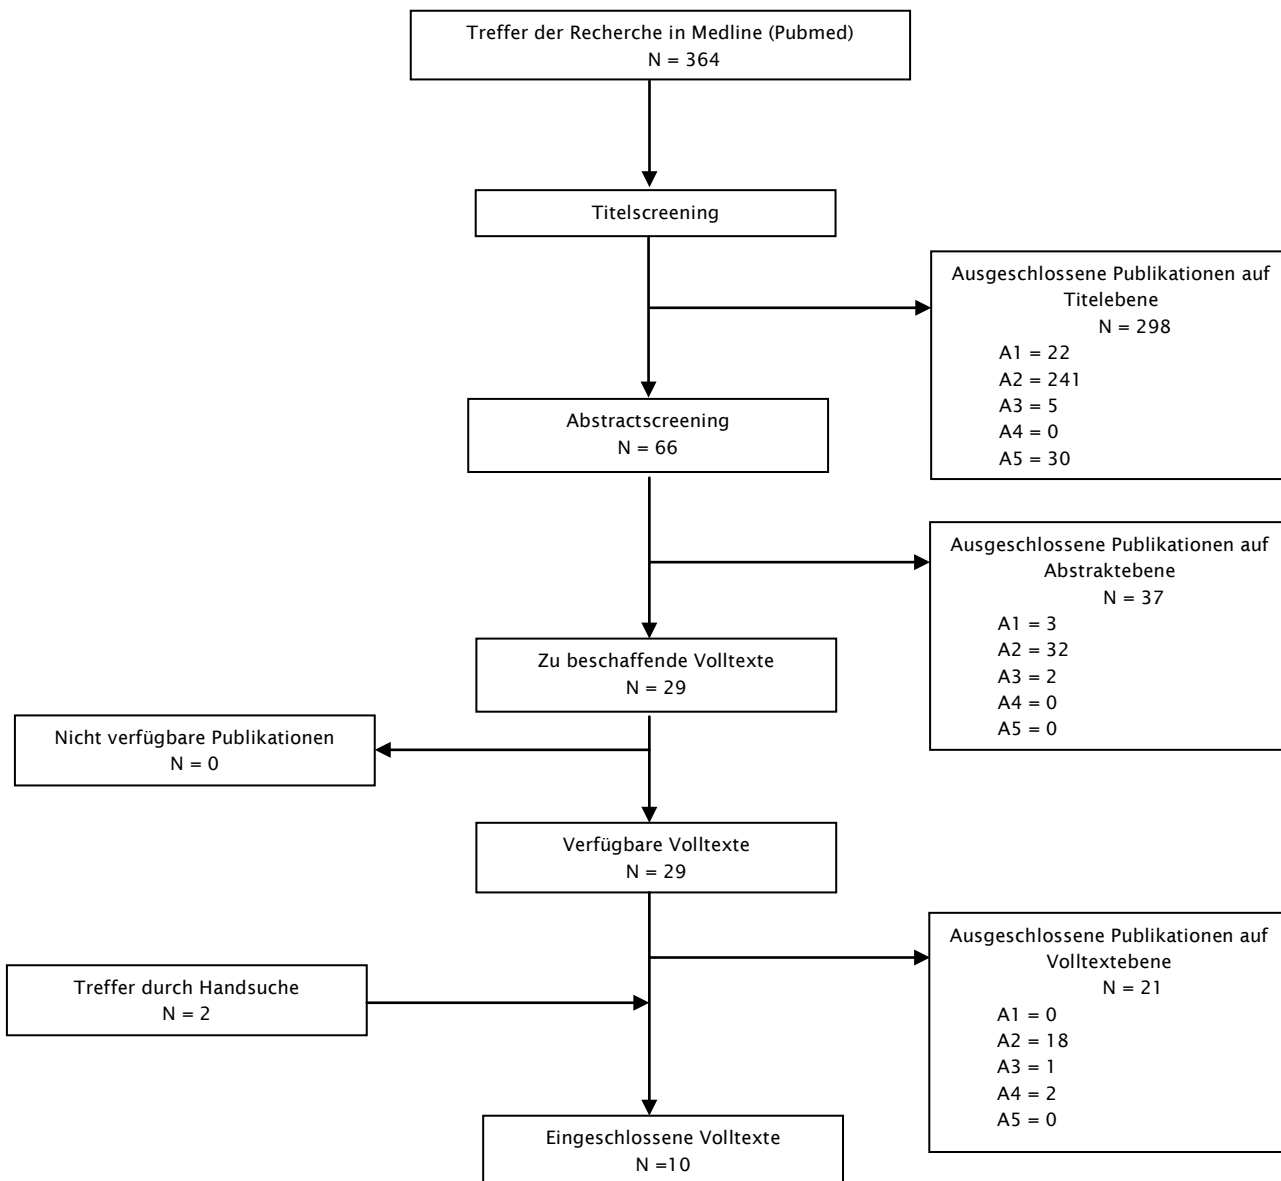 Treffer der Recherche in Medline (Pubmed)
N = 364
Titelscreening
Ausgeschlossene Publikationen auf
Titelebene
N = 298
A1 = 22
A2 = 241
A3 = 5
A4 = 0
A5 = 30
Abstractscreening
N = 66
Ausgeschlossene Publikationen auf
Abstraktebene
N = 37
A1 = 3
A2 = 32
A3 = 2
A4 = 0
A5 = 0
Zu beschaffende Volltexte
N = 29
Nicht verfügbare Publikationen
N = 0
Verfügbare Volltexte
N = 29
Ausgeschlossene Publikationen auf
Volltextebene
N = 21
A1 = 0
A2 = 18
A3 = 1
A4 = 2
A5 = 0
Treffer durch Handsuche
N = 2
Eingeschlossene Volltexte
N =10